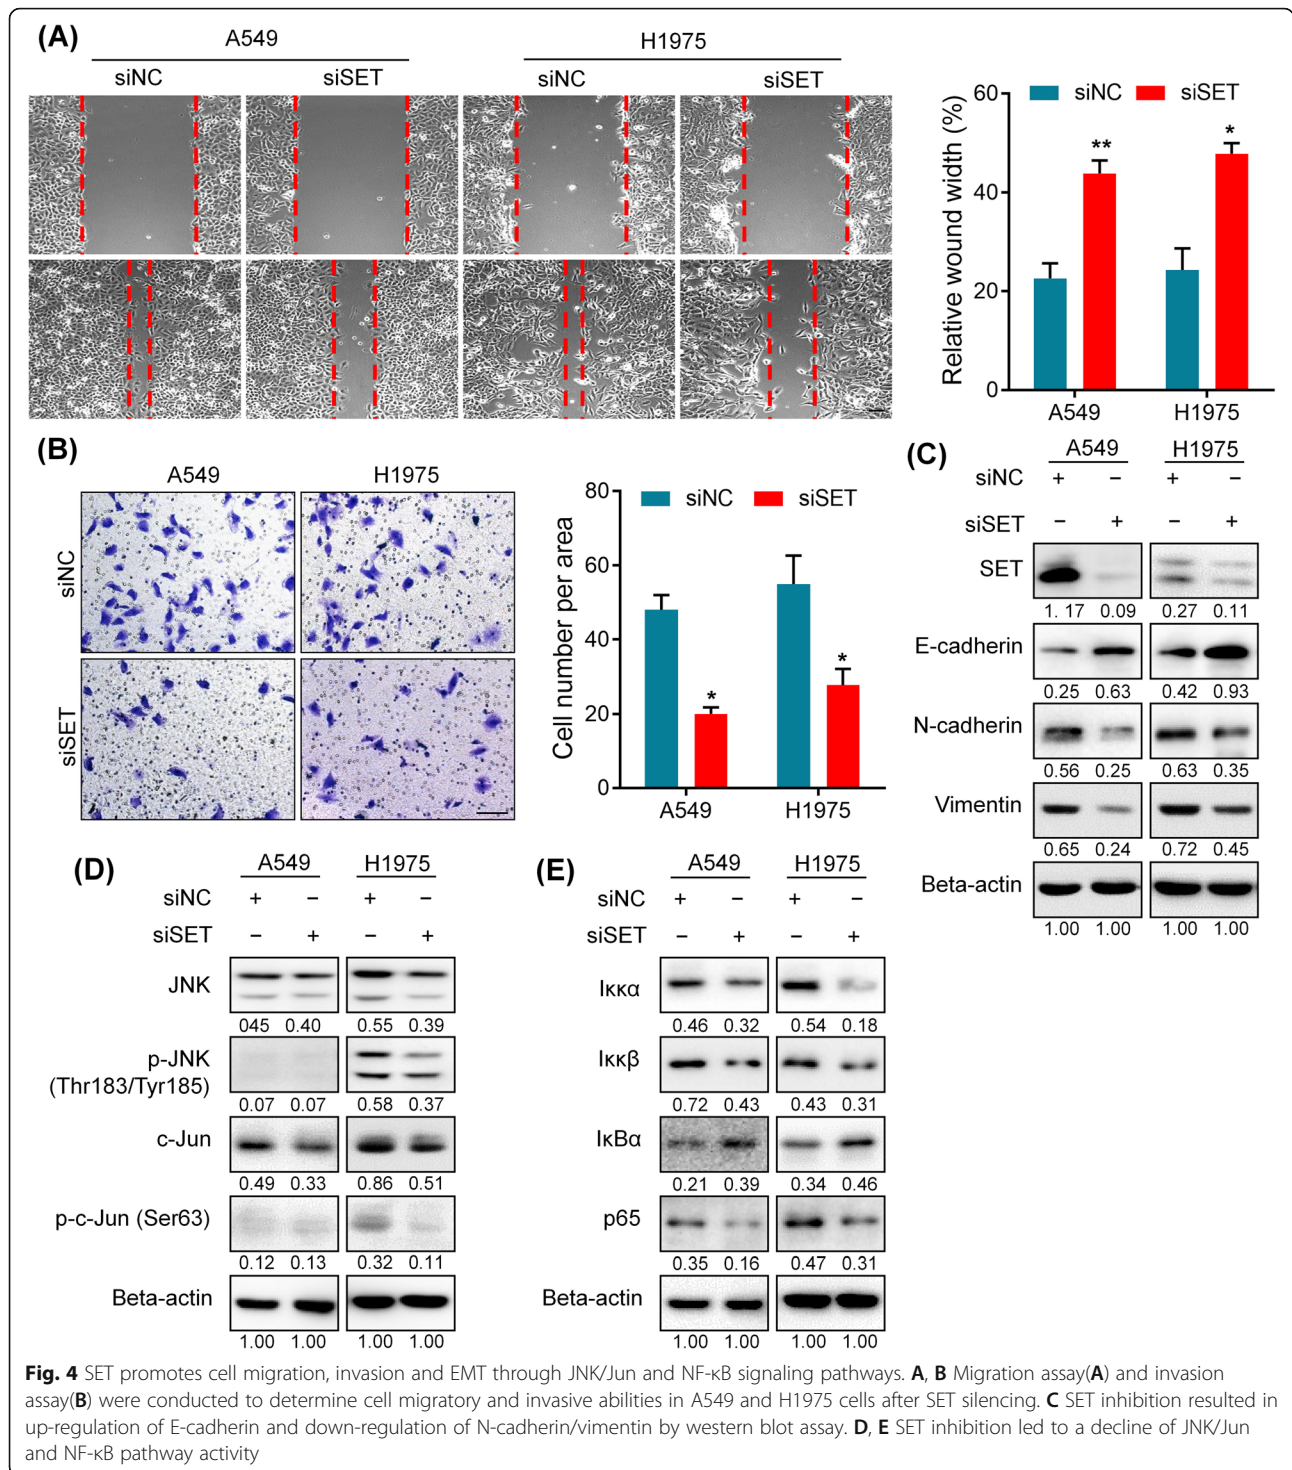 (A)
A549
H1975
siNC
siSET
siNC
siSET
siNC siSET
Relative wound width (%)
60
40
20
0
**
*
A549 H1975
(B)
A549 H1975
siNC
siSET
siNC siSET
Cell number per area
80
60
40
20
0
*
*
A549 H1975
(C)
A549 H1975
siNC + − + −
siSET − + − +
SET
1. 17 0.09 0.27 0.11
E-cadherin
0.25 0.63 0.42 0.93
N-cadherin
0.56 0.25 0.63 0.35
Vimentin
0.65 0.24 0.72 0.45
Beta-actin
1.00 1.00 1.00 1.00
(D)
A549 H1975
siNC + − + −
siSET − + − +
JNK
045 0.40 0.55 0.39
p-JNK
(Thr183/Tyr185)
0.07 0.07 0.58 0.37
c-Jun
0.49 0.33 0.86 0.51
p-c-Jun (Ser63)
0.12 0.13 0.32 0.11
Beta-actin
1.00 1.00 1.00 1.00
(E)
A549 H1975
siNC + − + −
siSET − + − +
Iκκα
0.46 0.32 0.54 0.18
Iκκβ
0.72 0.43 0.43 0.31
IκBα
0.21 0.39 0.34 0.46
p65
0.35 0.16 0.47 0.31
Beta-actin
1.00 1.00 1.00 1.00
Fig. 4 SET promotes cell migration, invasion and EMT through JNK/Jun and NF-κB signaling pathways. A, B Migration assay(A) and invasion
assay(B) were conducted to determine cell migratory and invasive abilities in A549 and H1975 cells after SET silencing. C SET inhibition resulted in
up-regulation of E-cadherin and down-regulation of N-cadherin/vimentin by western blot assay. D, E SET inhibition led to a decline of JNK/Jun
and NF-κB pathway activity